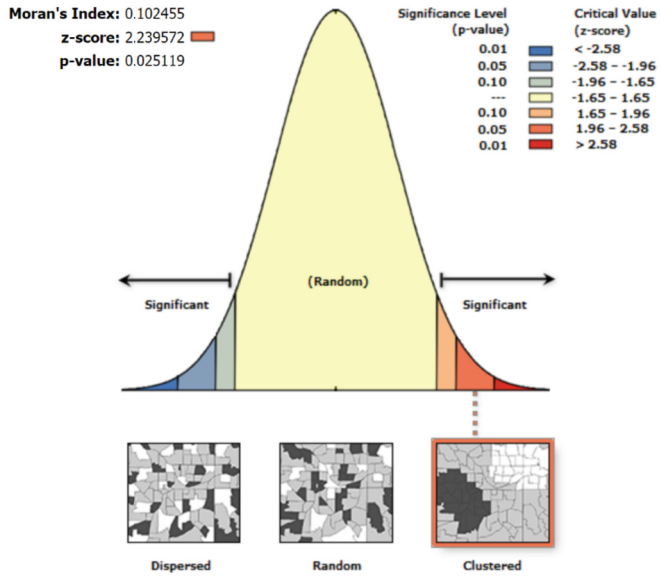 Moran's Index: 0.102455
z-score: 2.239572
p-value: 0.025119
Significance Level
(p-value)
Critical Value
(z-score)
0.01 < -2.58
0.05 -2.58 – -1.96
0.10 -1.96 – -1.65
--- -1.65 – 1.65
0.10 1.65 – 1.96
0.05 1.96 – 2.58
0.01 > 2.58
(Random)
Significant
Significant
Dispersed
Random
Clustered